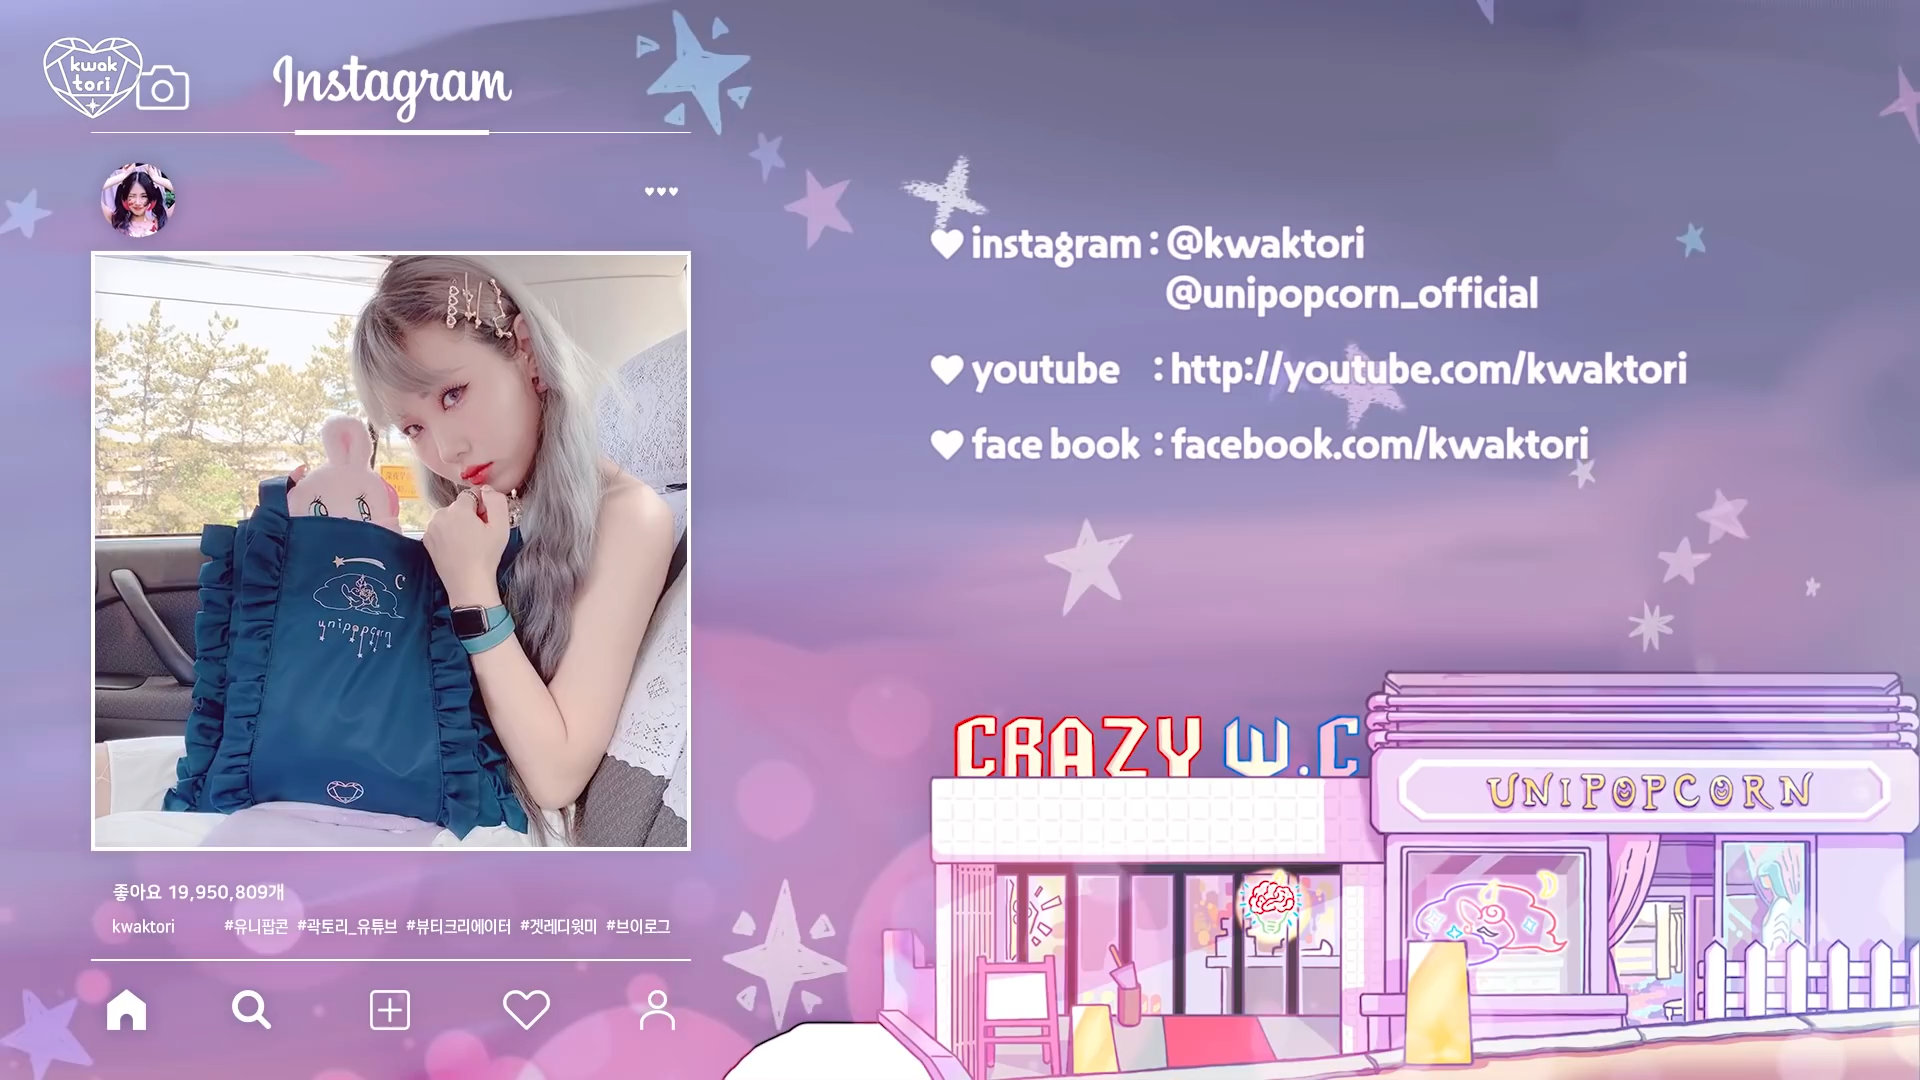 kwak
tori
Instagram
unipopcorn
좋아요 19,950,809개
kwaktori #유니팝콘 #곽토리_유튜브 #뷰티크리에이터 #겟레디윗미 #브이로그
instagram : @kwaktori
@unipopcorn_official
youtube : http://youtube.com/kwaktori
face book : facebook.com/kwaktori
CRAZY W.C
UNIPOPCORN